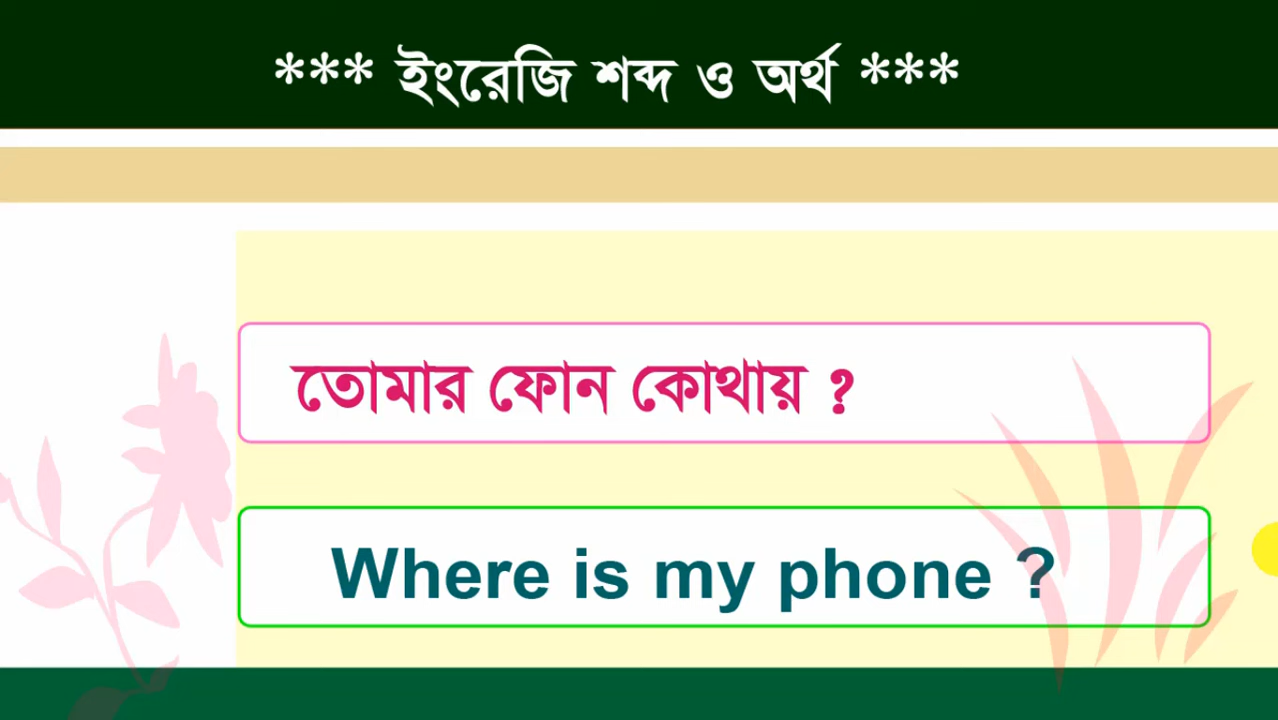 *** ইংরেজি শব্দ ও অর্থ ***
তোমার ফোন কোথায় ?
Where is my phone ?